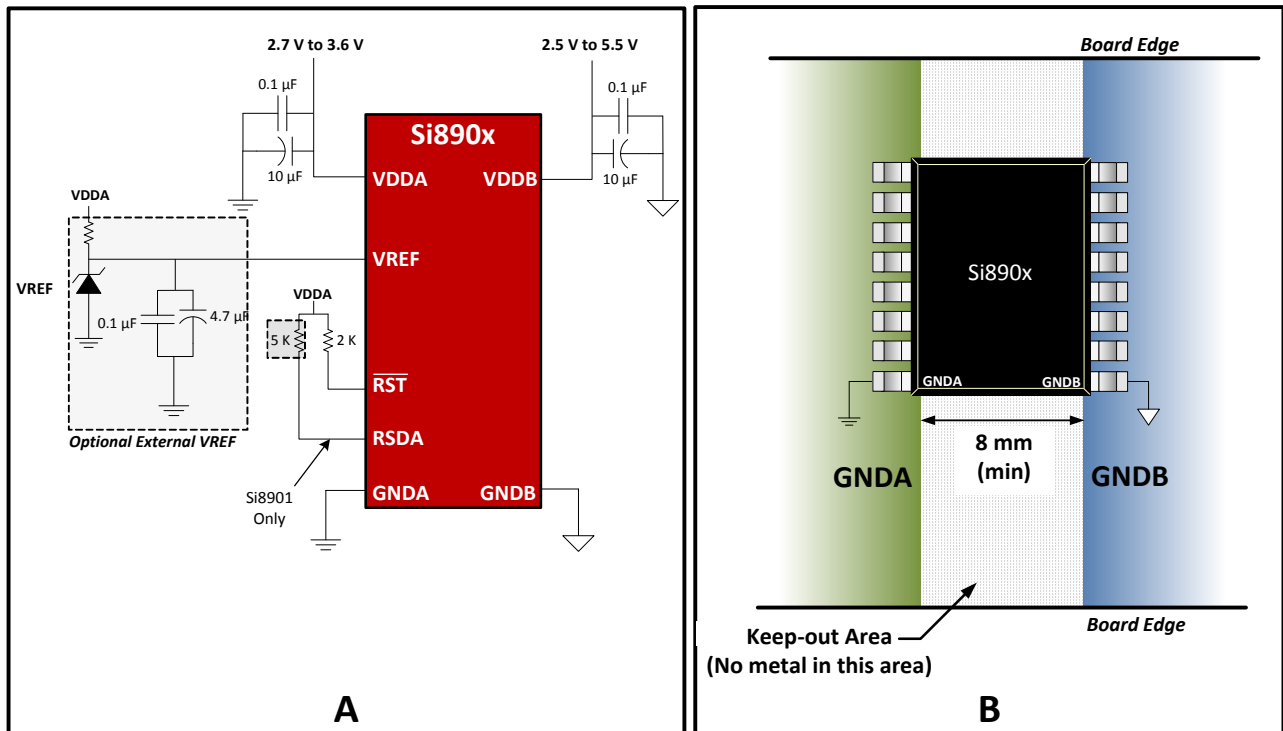 2.7 V to 3.6 V
2.5 V to 5.5 V
0.1 µF
10 µF
0.1 µF
10 µF
Si890x
VDDA
VDDB
VDDA
VREF
VREF
0.1 µF
4.7 µF
Optional External VREF
VDDA
5 K
2 K
RST
RSDA
Si8901
Only
GNDA
GNDB
A
Board Edge
Si890x
GNDA
GNDB
8 mm
(min)
GNDA
GNDB
Board Edge
Keep-out Area
(No metal in this area)
B